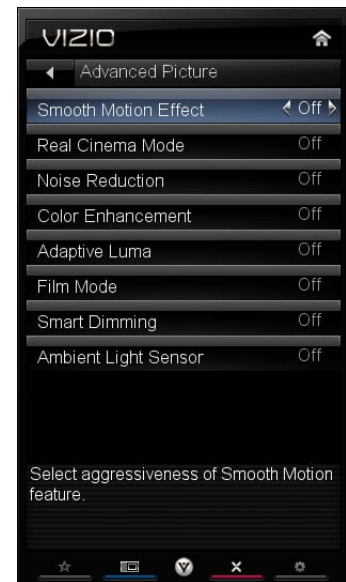 VIZIO
Advanced Picture
Smooth Motion Effect Off
Real Cinema Mode Off
Noise Reduction Off
Color Enhancement Off
Adaptive Luma Off
Film Mode Off
Smart Dimming Off
Ambient Light Sensor Off
Select aggressiveness of Smooth Motion
feature.
V